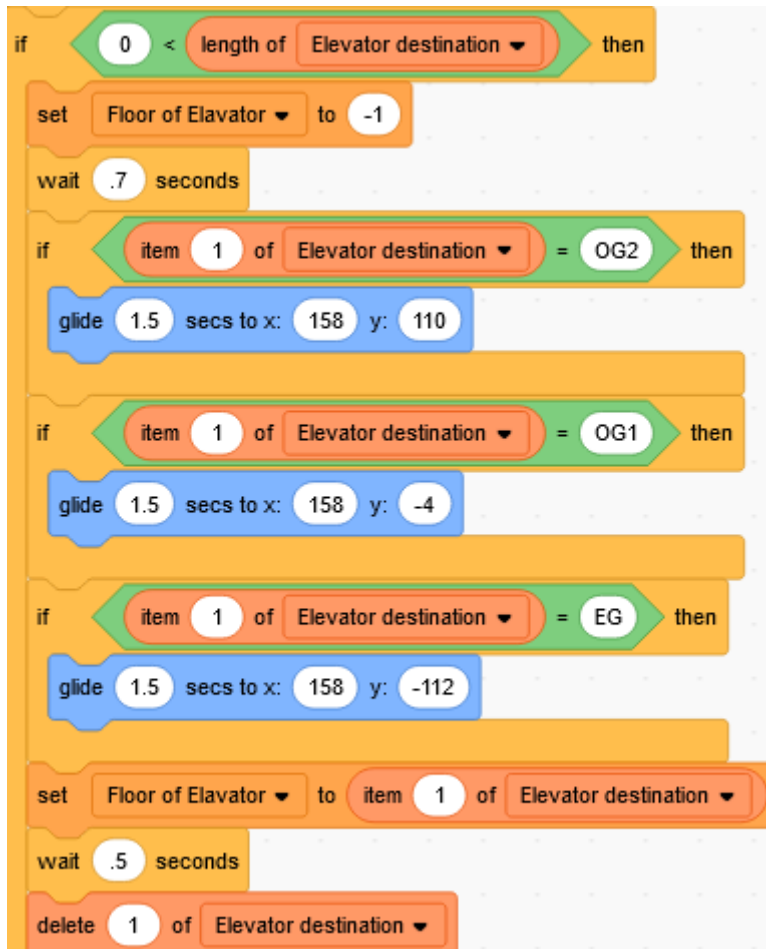 if 0 < length of Elevator destination then
set Floor of Elavator to -1
wait .7 seconds
if item 1 of Elevator destination = OG2 then
glide 1.5 secs to x: 158 y: 110
if item 1 of Elevator destination = OG1 then
glide 1.5 secs to x: 158 y: -4
if item 1 of Elevator destination = EG then
glide 1.5 secs to x: 158 y: -112
set Floor of Elavator to item 1 of Elevator destination
wait .5 seconds
delete 1 of Elevator destination